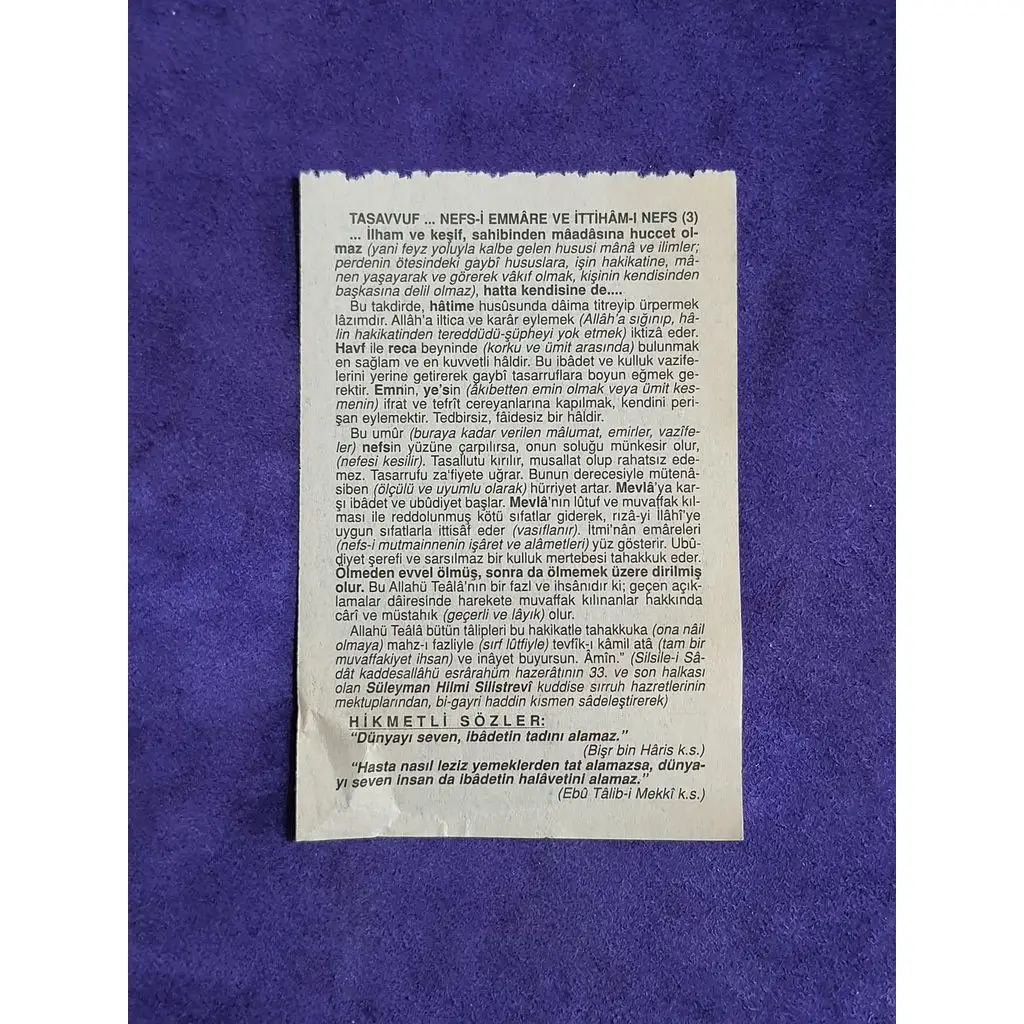 TASAVVUF ... NEFS-İ EMMÂRE VE İTTİHÂM-I NEFS (3)
... İlham ve keşif, sahibinden mâadâsına huccet ol-
maz (yani feyz yoluyla kalbe gelen hususi mânâ ve ilimler;
perdenin ötesindeki gaybî hususlara, işin hakikatine, mâ-
nen yaşayarak ve görerek vâkıf olmak, kişinin kendisinden
başkasına delil olmaz), hatta kendisine de....
Bu takdirde, hâtime husûsunda dâima titreyip ürpermek
lâzımdır. Allâh'a iltica ve karâr eylemek (Allâh'a sığınıp, hâ-
lin hakikatinden tereddüdü-şüpheyi yok etmek) iktizâ eder.
Havf ile reca beyninde (korku ve ümit arasında) bulunmak
en sağlam ve en kuvvetli hâldir. Bu ibâdet ve kulluk vazife-
lerini yerine getirerek gaybî tasarruflara boyun eğmek ge-
rektir. Emnin, ye'sin (âkıbetten emin olmak veya ümit kes-
menin) ifrat ve tefrît cereyanlarına kapılmak, kendini peri-
şan eylemektir. Tedbirsiz, fâidesiz bir hâldir.
Bu umûr (buraya kadar verilen mâlumat, emirler, vazîfe-
ler) nefsin yüzüne çarpılırsa, onun soluğu münkesir olur,
(nefesi kesilir). Tasallutu kırılır, musallat olup rahatsız ede-
mez. Tasarrufu za'fiyete uğrar. Bunun derecesiyle mütenâ-
siben (ölçülü ve uyumlu olarak) hürriyet artar. Mevlâ'ya kar-
şı ibâdet ve ubûdiyet başlar. Mevlâ'nın lûtuf ve muvaffak kıl-
ması ile reddolunmuş kötü sıfatlar giderek, rızâ-yi İlâhî'ye
uygun sıfatlarla ittisâf eder (vasıflanır). İtmi'nân emâreleri
(nefs-i mutmainnenin işâret ve alâmetleri) yüz gösterir. Ubû-
diyet şerefi ve sarsılmaz bir kulluk mertebesi tahakkuk eder.
Ölmeden evvel ölmüş, sonra da ölmemek üzere dirilmiş
olur. Bu Allahü Teâlâ'nın bir fazl ve ihsânıdır ki; geçen açık-
lamalar dâiresinde harekete muvaffak kılınanlar hakkında
cârî ve müstahık (geçerli ve lâyık) olur.
Allahü Teâlâ bütün tâlipleri bu hakikatle tahakkuka (ona nâil
olmaya) mahz-ı fazliyle (sırf lûtfiyle) tevfîk-ı kâmil atâ (tam bir
muvaffakiyet ihsan) ve inâyet buyursun. Âmîn." (Silsile-i Sâ-
dât kaddesallâhü esrârahüm hazerâtının 33. ve son halkası
olan Süleyman Hilmi Silistrevî kuddise sirruh hazretlerinin
mektuplarından, bi-gayri haddin kısmen sâdeleştirerek)
HİKMETLİ SÖZLER:
"Dünyayı seven, ibâdetin tadını alamaz."
(Bişr bin Hâris k.s.)
"Hasta nasıl leziz yemeklerden tat alamazsa, dünya-
yı seven insan da ibâdetin halâvetini alamaz."
(Ebû Tâlib-i Mekkî k.s.)